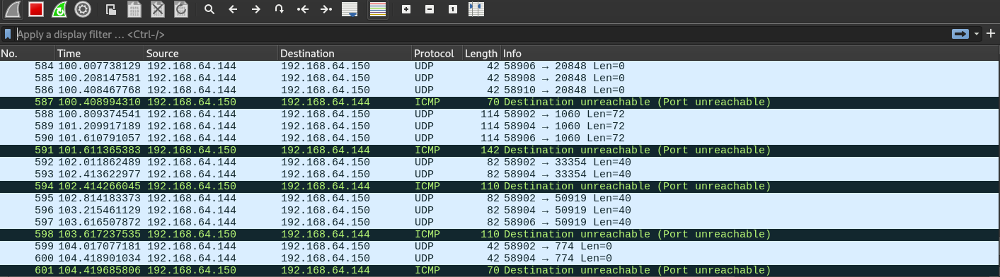 Apply a display filter … <Ctrl-/>
No. Time Source Destination Protocol Length Info
584 100.007738129 192.168.64.144 192.168.64.150 UDP 42 58906 → 20848 Len=0
585 100.208147581 192.168.64.144 192.168.64.150 UDP 42 58908 → 20848 Len=0
586 100.408467768 192.168.64.144 192.168.64.150 UDP 42 58910 → 20848 Len=0
587 100.408994310 192.168.64.150 192.168.64.144 ICMP 70 Destination unreachable (Port unreachable)
588 100.809374541 192.168.64.144 192.168.64.150 UDP 114 58902 → 1060 Len=72
589 101.209917189 192.168.64.144 192.168.64.150 UDP 114 58904 → 1060 Len=72
590 101.610791057 192.168.64.144 192.168.64.150 UDP 114 58906 → 1060 Len=72
591 101.611365383 192.168.64.150 192.168.64.144 ICMP 142 Destination unreachable (Port unreachable)
592 102.011862489 192.168.64.144 192.168.64.150 UDP 82 58902 → 33354 Len=40
593 102.413622977 192.168.64.144 192.168.64.150 UDP 82 58904 → 33354 Len=40
594 102.414266045 192.168.64.150 192.168.64.144 ICMP 110 Destination unreachable (Port unreachable)
595 102.814183373 192.168.64.144 192.168.64.150 UDP 82 58902 → 50919 Len=40
596 103.215461129 192.168.64.144 192.168.64.150 UDP 82 58904 → 50919 Len=40
597 103.616507872 192.168.64.144 192.168.64.150 UDP 82 58906 → 50919 Len=40
598 103.617237535 192.168.64.150 192.168.64.144 ICMP 110 Destination unreachable (Port unreachable)
599 104.017077181 192.168.64.144 192.168.64.150 UDP 42 58902 → 774 Len=0
600 104.418901034 192.168.64.144 192.168.64.150 UDP 42 58904 → 774 Len=0
601 104.419685806 192.168.64.150 192.168.64.144 ICMP 70 Destination unreachable (Port unreachable)